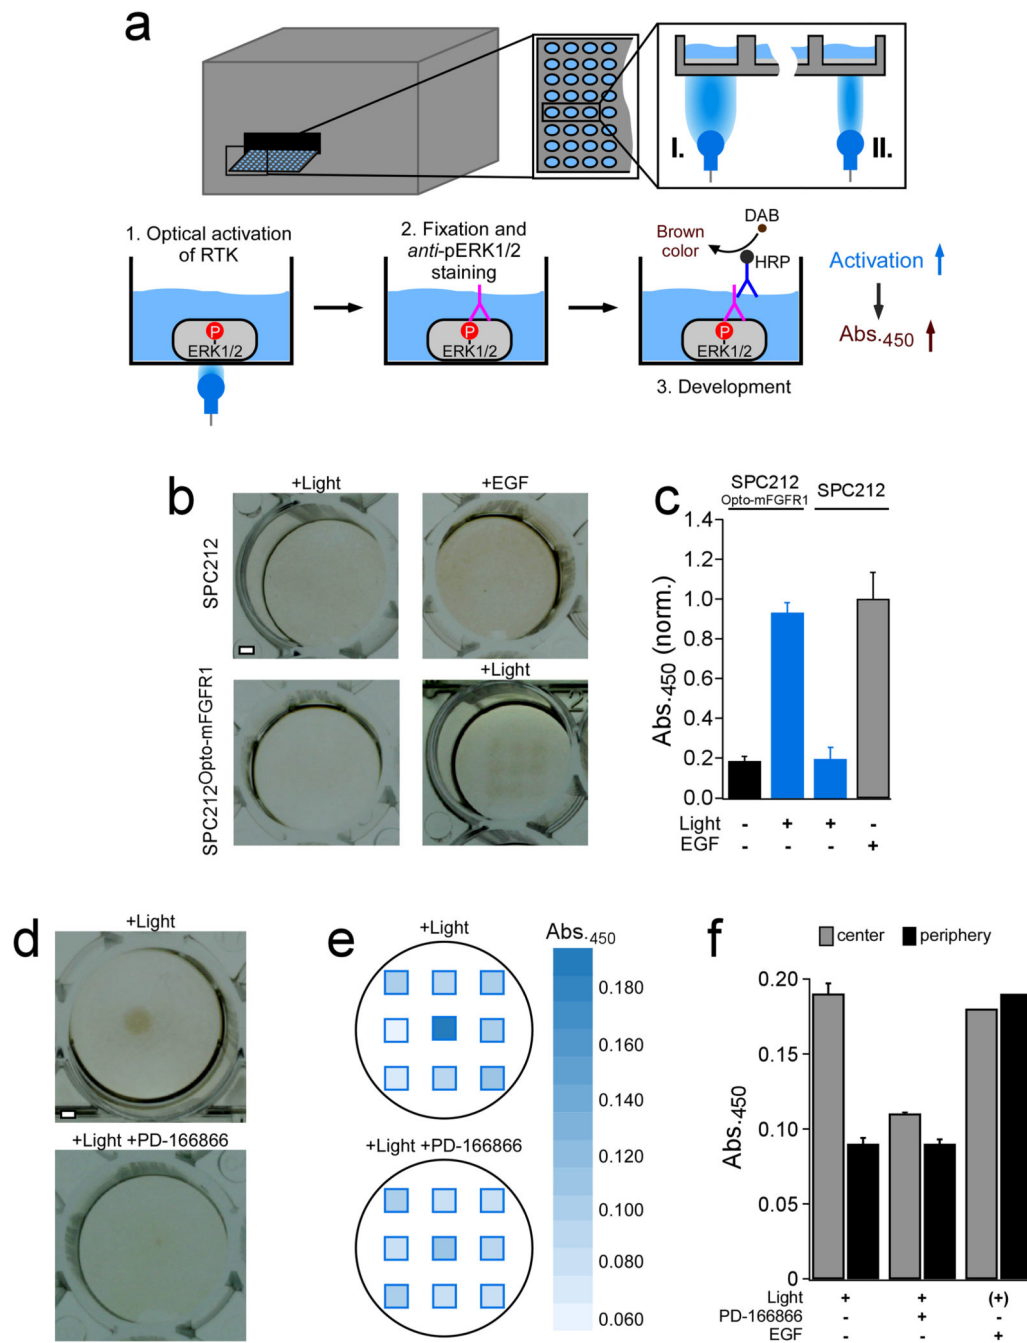 a
I.
II.
1. Optical activation
of RTK
2. Fixation and
anti-pERK1/2
staining
DAB
Brown
color
HRP
Activation
Abs.450
P
ERK1/2
P
ERK1/2
P
ERK1/2
3. Development
b
+Light
+EGF
SPC212
+Light
SPC212Opto-mFGFR1
c
SPC212
Opto-mFGFR1
SPC212
Abs.450 (norm.)
1.4
1.2
1.0
0.8
0.6
0.4
0.2
0.0
Light - + + -
EGF - - - +
d
+Light
+Light +PD-166866
e
+Light
Abs.450
0.180
0.160
0.140
0.120
0.100
0.080
0.060
+Light +PD-166866
f
center
periphery
Abs.450
0.20
0.15
0.10
0.05
0
Light + + (+)
PD-166866 - + -
EGF - - +